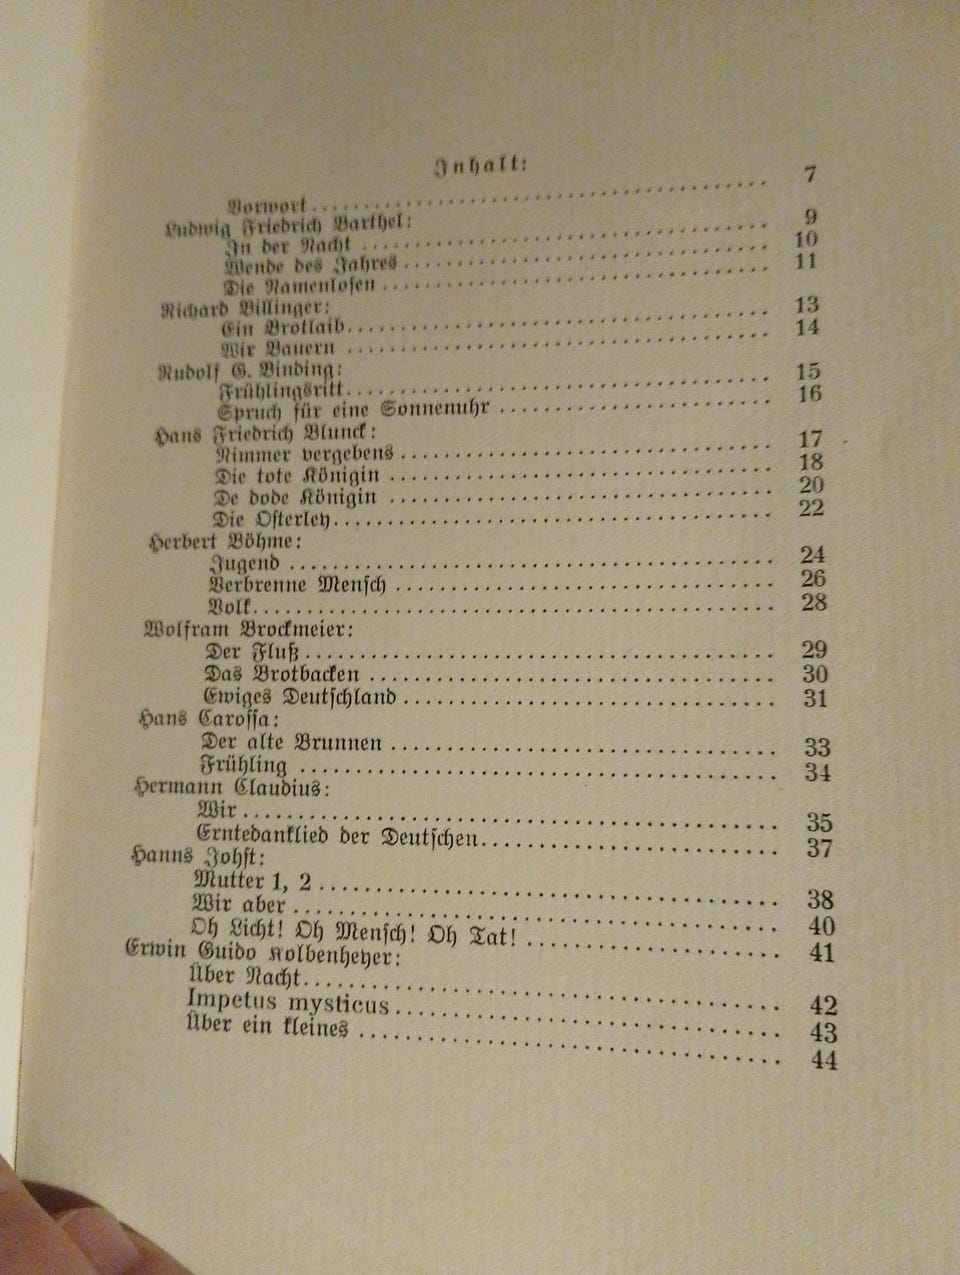 Inhalt:
Vorwort . . . . . . . . . . . . . . . . . . . . 7
Ludwig Friedrich Barthel:
In der Nacht . . . . . . . . . . . . . . . . . . . . 9
Wende des Jahres . . . . . . . . . . . . . . . . . . . . 10
Die Namenlosen . . . . . . . . . . . . . . . . . . . . 11
Richard Billinger:
Ein Brotlaib . . . . . . . . . . . . . . . . . . . . 13
Wir Bauern . . . . . . . . . . . . . . . . . . . . 14
Rudolf G. Binding:
Frühlingsritt . . . . . . . . . . . . . . . . . . . . 15
Spruch für eine Sonnenuhr . . . . . . . . . . . . . . . . . . . . 16
Hans Friedrich Blunck:
Nimmer vergebens . . . . . . . . . . . . . . . . . . . . 17
Die tote Königin . . . . . . . . . . . . . . . . . . . . 18
De dode Königin . . . . . . . . . . . . . . . . . . . . 20
Die Osterley . . . . . . . . . . . . . . . . . . . . 22
Herbert Böhme:
Jugend . . . . . . . . . . . . . . . . . . . . 24
Verbrenne Mensch . . . . . . . . . . . . . . . . . . . . 26
Volk . . . . . . . . . . . . . . . . . . . . 28
Wolfram Brockmeier:
Der Fluß . . . . . . . . . . . . . . . . . . . . 29
Das Brotbacken . . . . . . . . . . . . . . . . . . . . 30
Ewiges Deutschland . . . . . . . . . . . . . . . . . . . . 31
Hans Carossa:
Der alte Brunnen . . . . . . . . . . . . . . . . . . . . 33
Frühling . . . . . . . . . . . . . . . . . . . . 34
Hermann Claudius:
Wir . . . . . . . . . . . . . . . . . . . . 35
Erntedanklied der Deutschen . . . . . . . . . . . . . . . . . . . . 37
Hanns Johst:
Mutter 1, 2 . . . . . . . . . . . . . . . . . . . . 38
Wir aber . . . . . . . . . . . . . . . . . . . . 40
Oh Licht! Oh Mensch! Oh Tat! . . . . . . . . . . . . . . . . . . . . 41
Erwin Guido Kolbenheyer:
Über Nacht . . . . . . . . . . . . . . . . . . . . 42
Impetus mysticus . . . . . . . . . . . . . . . . . . . . 43
Über ein kleines . . . . . . . . . . . . . . . . . . . . 44